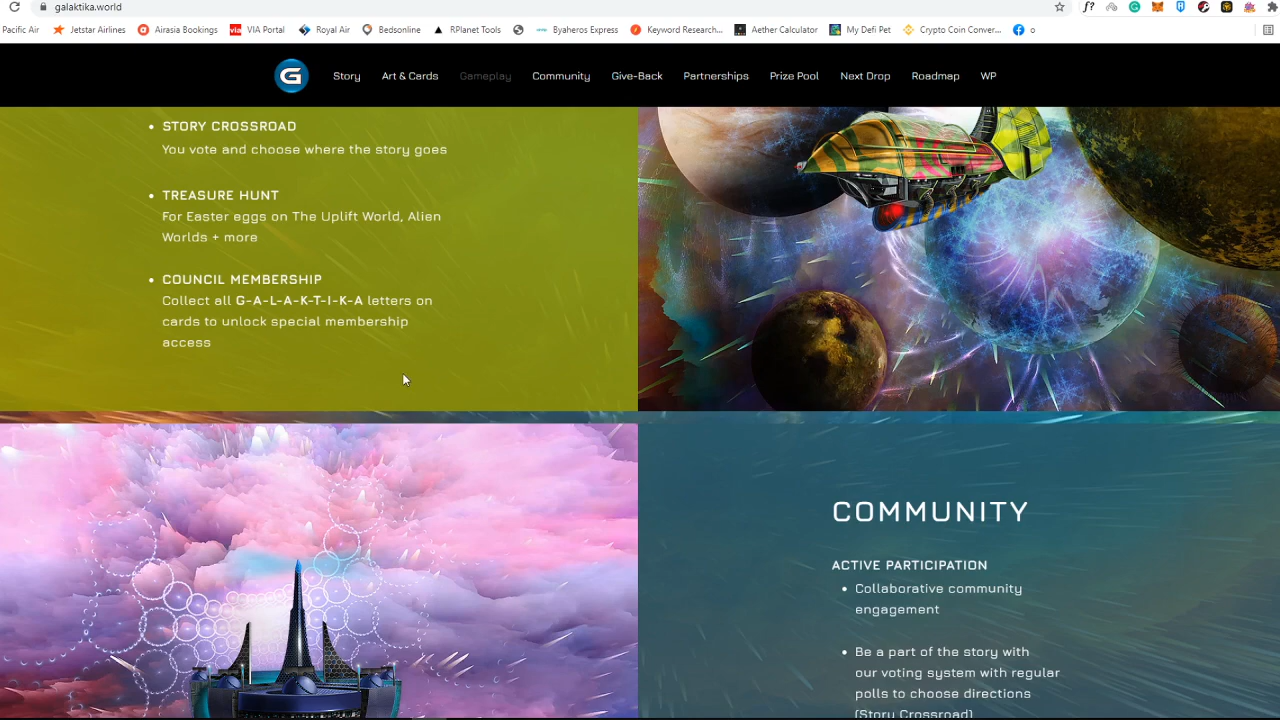 galaktika.world
Pacific Air
Jetstar Airlines
Airasia Bookings
via
VIA Portal
Royal Air
Bedsonline
RPlanet Tools
Byaheros Express
Keyword Research...
Aether Calculator
My Defi Pet
Crypto Coin Conver...
o
G
Story
Art & Cards
Gameplay
Community
Give-Back
Partnerships
Prize Pool
Next Drop
Roadmap
WP
STORY CROSSROAD
You vote and choose where the story goes
TREASURE HUNT
For Easter eggs on The Uplift World, Alien
Worlds + more
COUNCIL MEMBERSHIP
Collect all G-A-L-A-K-T-I-K-A letters on
cards to unlock special membership
access
COMMUNITY
ACTIVE PARTICIPATION
Collaborative community
engagement
Be a part of the story with
our voting system with regular
polls to choose directions
(Story Crossroad)